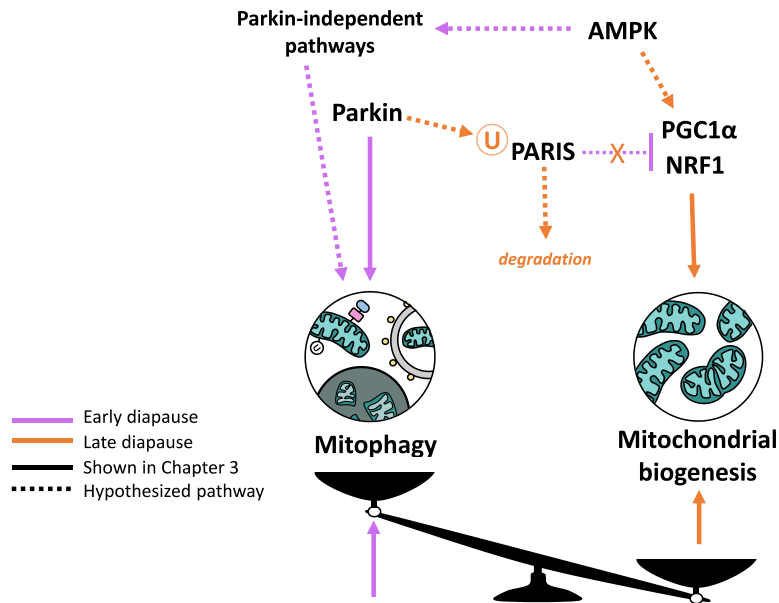 Parkin-independent
pathways
AMPK
Parkin
U
PARIS
X
PGC1α
NRF1
degradation
U
Early diapause
Late diapause
Shown in Chapter 3
Hypothesized pathway
Mitophagy
Mitochondrial
biogenesis